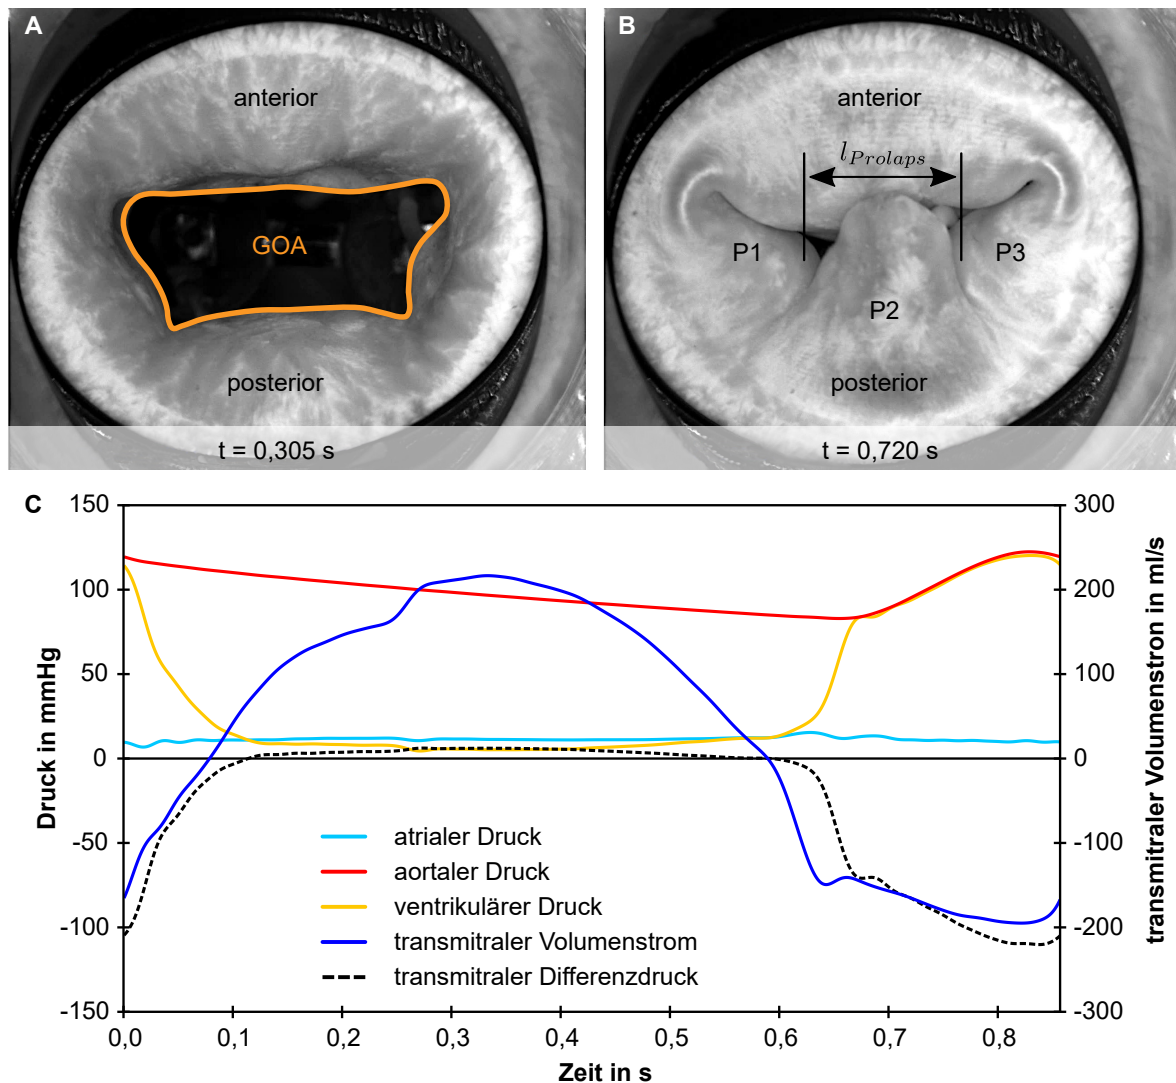 A
anterior
GOA
posterior
t = 0,305 s
B
anterior
l_Prolaps
P1
P3
P2
posterior
t = 0,720 s
C
150
100
50
0
-50
-100
-150
Druck in mmHg
300
200
100
0
-100
-200
-300
transmitraler Volumenstron in ml/s
atrialer Druck
aortaler Druck
ventrikulärer Druck
transmitraler Volumenstrom
transmitraler Differenzdruck
0,0 0,1 0,2 0,3 0,4 0,5 0,6 0,7 0,8
Zeit in s